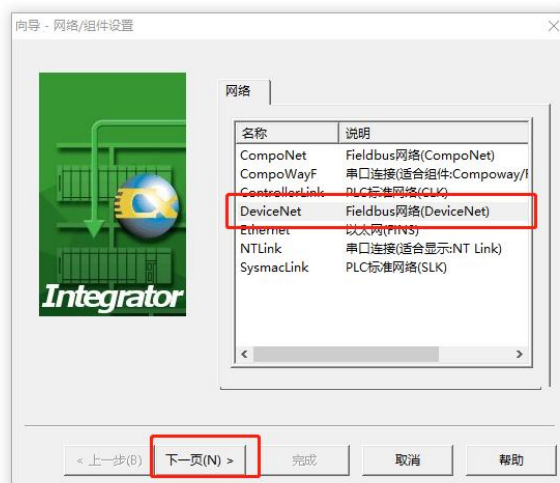 向导 - 网络/组件设置
网络
名称 说明
CompoNet Fieldbus网络(CompoNet)
CompoWayF 串口连接(适合组件:Compoway/F
ControllerLink PLC标准网络(CLK)
DeviceNet Fieldbus网络(DeviceNet)
Ethernet 以太网(FINS)
NTLink 串口连接(适合显示:NT Link)
SysmacLink PLC标准网络(SLK)
CX
Integrator
< 上一步(B) 下一页(N) > 完成 取消 帮助